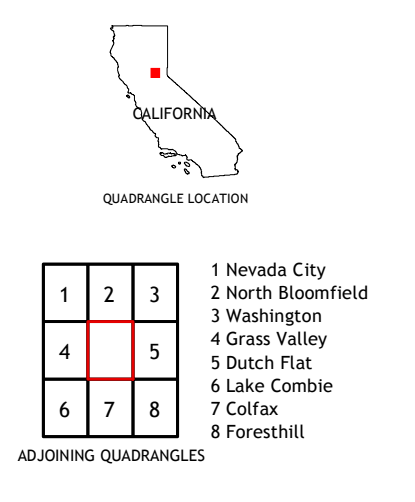 CALIFORNIA
QUADRANGLE LOCATION
1 2 3
4 5
6 7 8
ADJOINING QUADRANGLES
1 Nevada City
2 North Bloomfield
3 Washington
4 Grass Valley
5 Dutch Flat
6 Lake Combie
7 Colfax
8 Foresthill